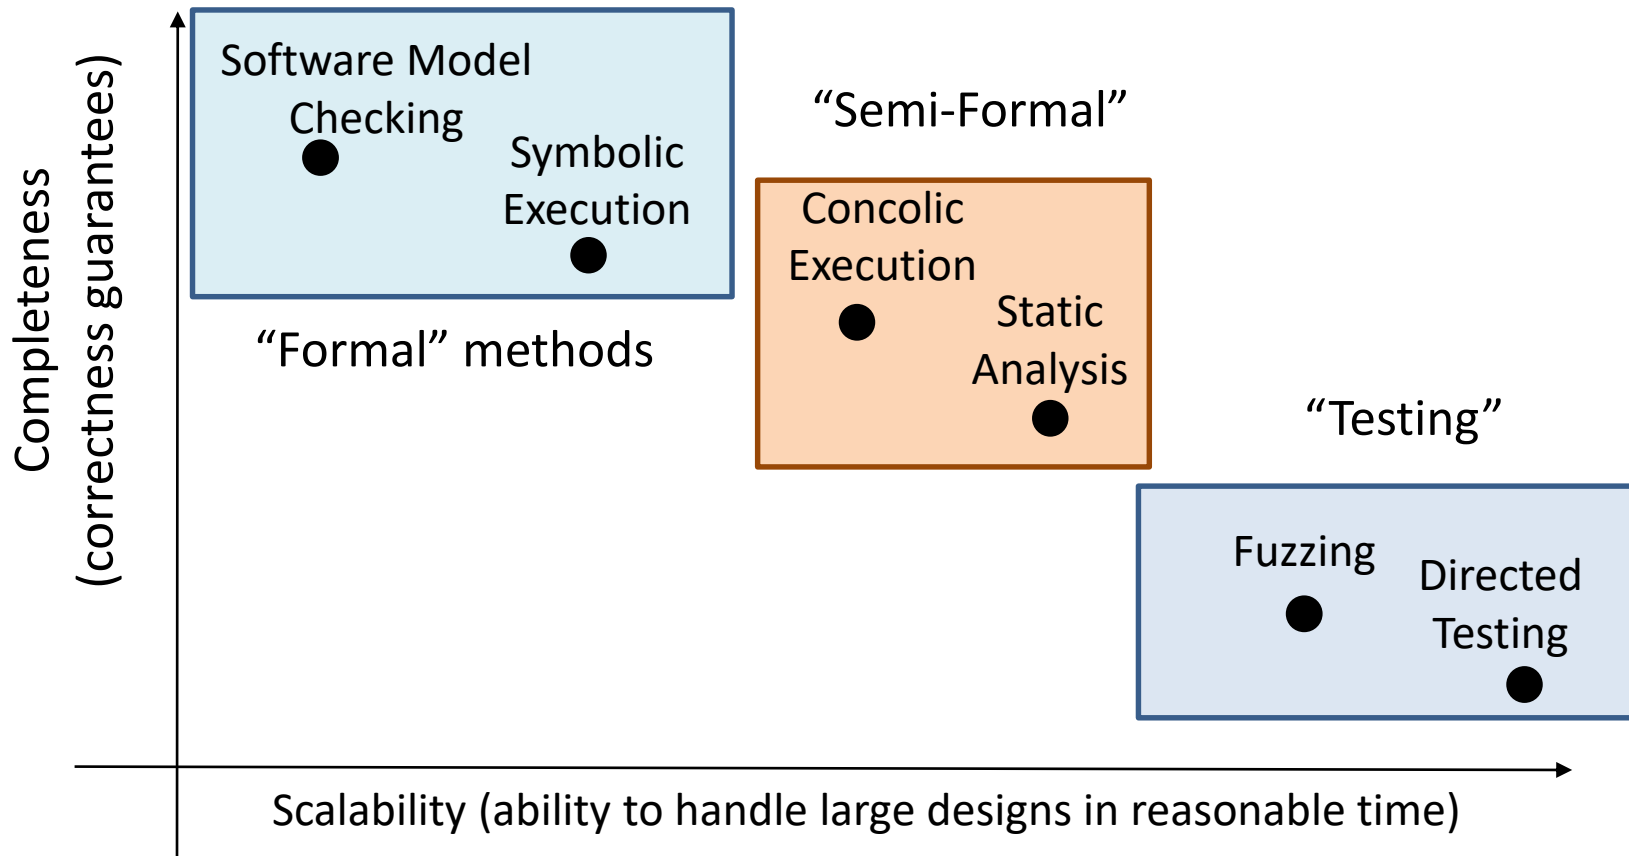 Completeness
(correctness guarantees)
Software Model
Checking
Symbolic
Execution
“Formal” methods
“Semi-Formal”
Concolic
Execution
Static
Analysis
“Testing”
Fuzzing
Directed
Testing
Scalability (ability to handle large designs in reasonable time)